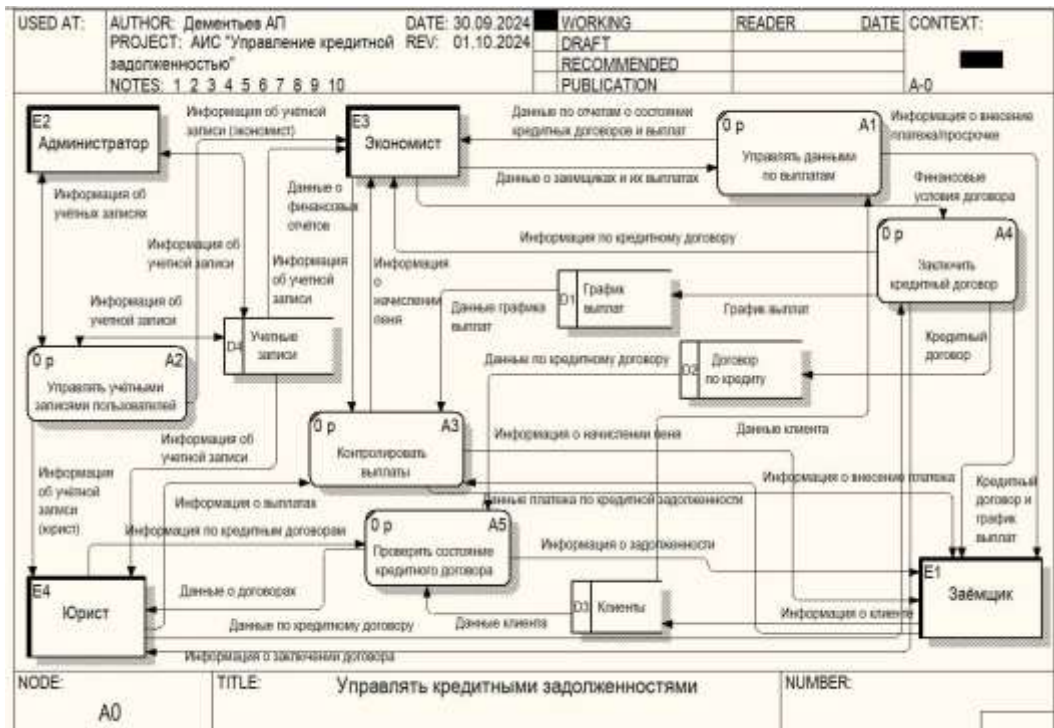 USED AT:
AUTHOR: Дементьев АП
DATE: 30.09.2024
PROJECT: АИС "Управление кредитной
задолженностью"
REV: 01.10.2024
NOTES: 1 2 3 4 5 6 7 8 9 10
WORKING
DRAFT
RECOMMENDED
PUBLICATION
READER
DATE
CONTEXT:
A-0
E2
Администратор
Информация об учётной
записи (экономист)
E3
Экономист
Данные по отчетам о состоянии
кредитных договоров и выплат
0 р
A1
Управлять данными
по выплатам
Информация о внесение
платежа/просрочке
Данные о заемщиках и их выплатах
Финансовые
условия договора
Информация об
учётных записях
Данные о
финансовых
отчётов
Информация по кредитному договору
0 р
A4
Заключить
кредитный договор
Информация об
учетной записи
Информация
об учетной
записи
Информация
о
начислении
пеня
D1
График
выплат
Данные графика
выплат
График выплат
Информация об
учетной записи
D4
Учетные
записи
Кредитный
договор
Данные по кредитному договору
D2
Договор
по кредиту
0 р
A2
Управлять учётными
записями пользователей
0 р
A3
Контролировать
выплаты
Информация о начислении пеня
Данные клиента
Информация об
учетной записи
Информация
об учётной
записи
(юрист)
Информация о внесение платежа
Кредитный
договор и
график
выплат
Информация о выплатах
Данные платежа по кредитной задолженности
Информация по кредитным договорам
0 р
A5
Проверить состояние
кредитного договора
Информация о задолженности
E4
Юрист
Данные о договорах
E1
Заёмщик
D3
Клиенты
Информация о клиенте
Данные по кредитному договору
Данные клиента
Информация о заключении договора
NODE:
A0
TITLE:
Управлять кредитными задолженностями
NUMBER: